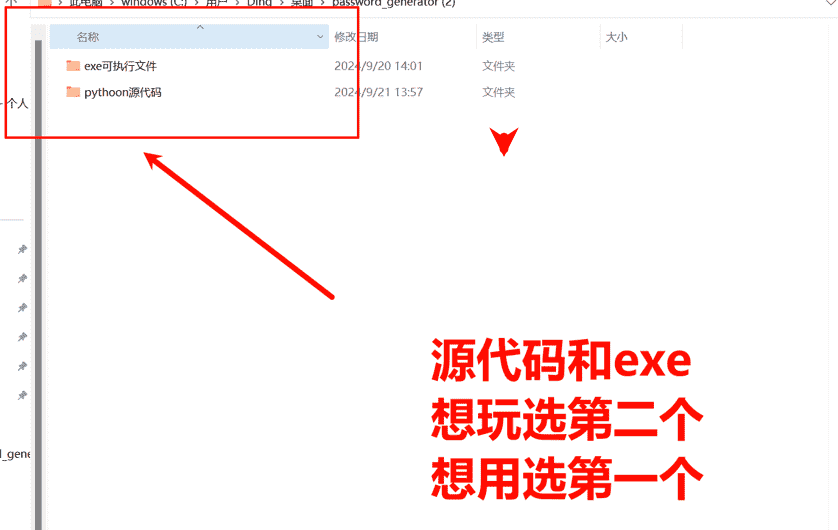 此电脑 > Windows (C:) > 用户 > Ding > 桌面 > password_generator (2)
名称 修改日期 类型 大小
exe可执行文件 2024/9/20 14:01 文件夹
pythoon源代码 2024/9/21 13:57 文件夹
个人
源代码和exe
想玩选第二个
想用选第一个
_gene